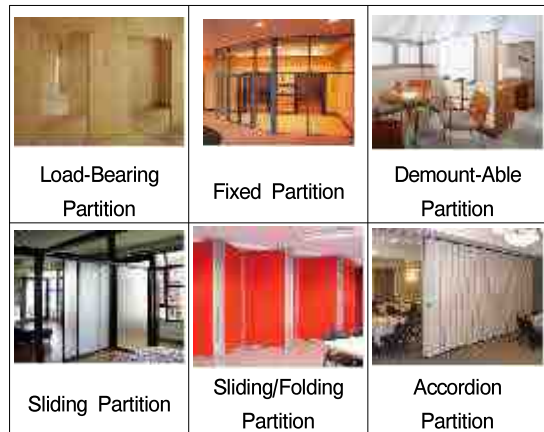 Load-Bearing
Partition
Fixed Partition
Demount-Able
Partition
Sliding Partition
Sliding/Folding
Partition
Accordion
Partition